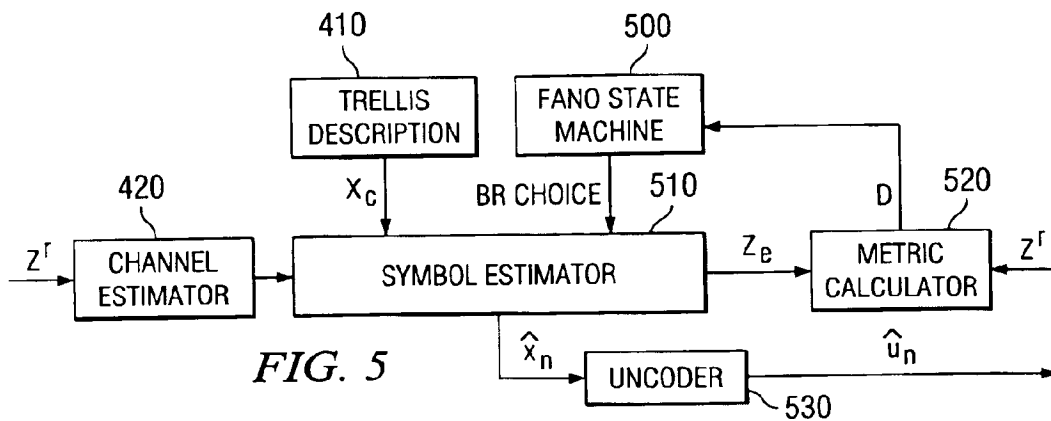 410
500
TRELLIS
DESCRIPTION
FANO STATE
MACHINE
420
X_c
BR CHOICE
510
D
520
Z^r
CHANNEL
ESTIMATOR
SYMBOL ESTIMATOR
Z_e
METRIC
CALCULATOR
Z^r
FIG. 5
x̂_n
UNCODER
û_n
530